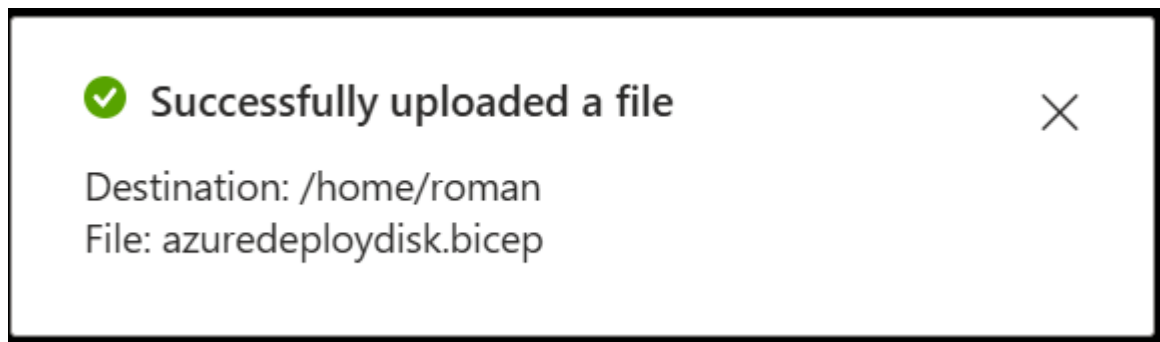 Successfully uploaded a file
Destination: /home/roman
File: azuredeploydisk.bicep